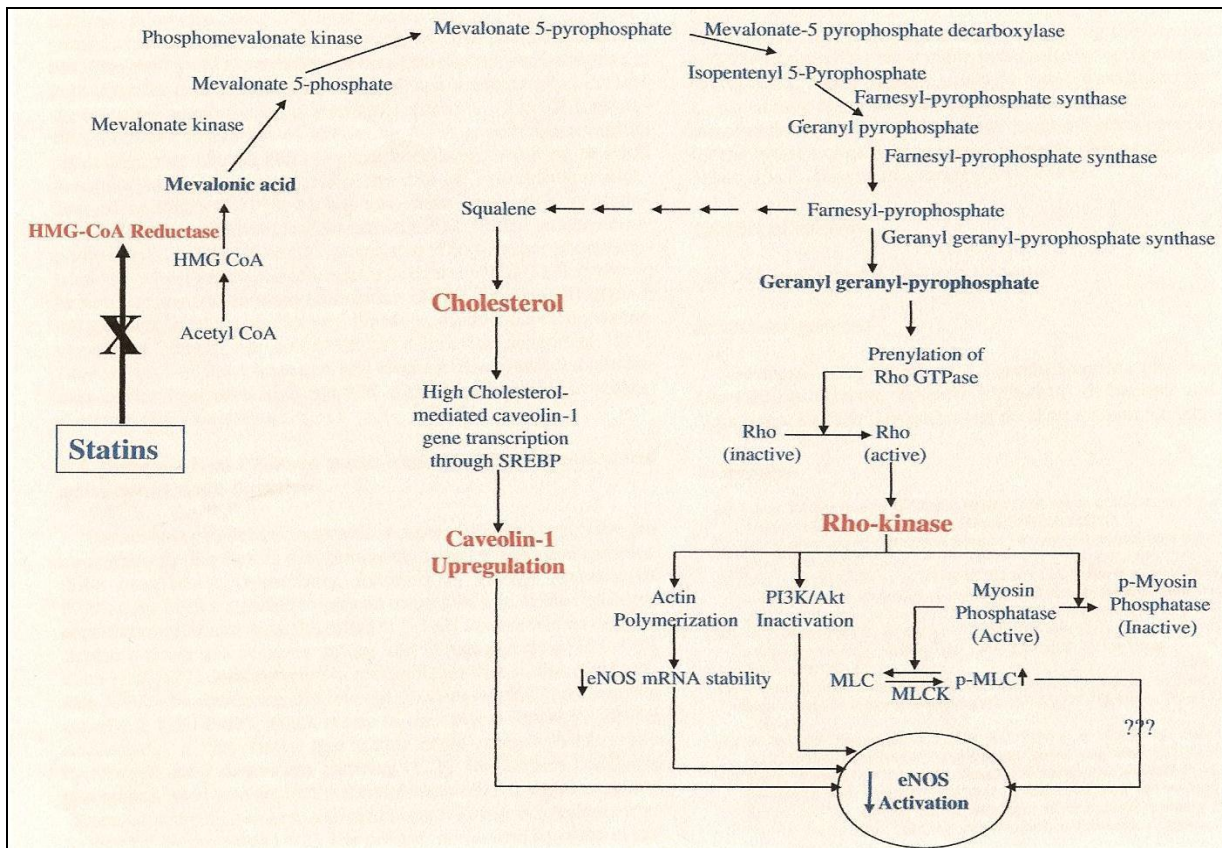 Mevalonate 5-pyrophosphate
Mevalonate-5 pyrophosphate decarboxylase
Phosphomevalonate kinase
Isopentenyl 5-Pyrophosphate
Mevalonate 5-phosphate
Farnesyl-pyrophosphate synthase
Mevalonate kinase
Geranyl pyrophosphate
Farnesyl-pyrophosphate synthase
Mevalonic acid
Squalene
Farnesyl-pyrophosphate
HMG-CoA Reductase
Geranyl geranyl-pyrophosphate synthase
HMG CoA
Geranyl geranyl-pyrophosphate
Cholesterol
Acetyl CoA
X
Prenylation of
Rho GTPase
High Cholesterol-
mediated caveolin-1
gene transcription
through SREBP
Statins
Rho
(inactive)
Rho
(active)
Rho-kinase
Caveolin-1
Upregulation
Actin
Polymerization
PI3K/Akt
Inactivation
Myosin
Phosphatase
(Active)
p-Myosin
Phosphatase
(Inactive)
eNOS mRNA stability
MLC
MLCK
p-MLC
???
eNOS
Activation